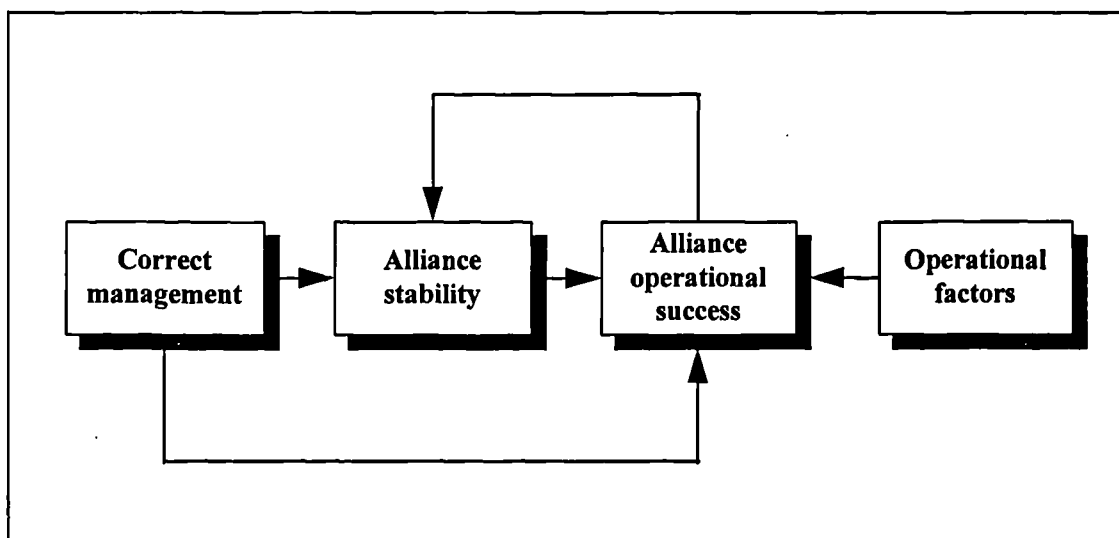 Correct
management
Alliance
stability
Alliance
operational
success
Operational
factors